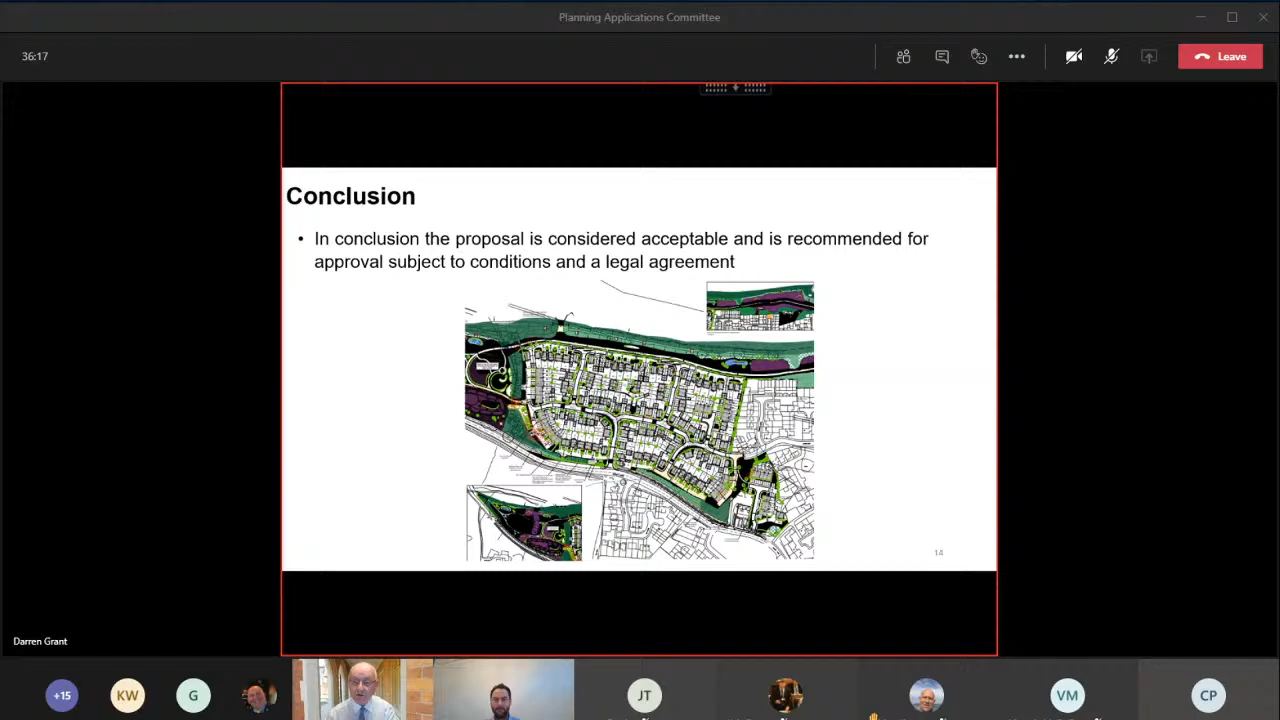 Planning Applications Committee
36:17
Leave
Conclusion
• In conclusion the proposal is considered acceptable and is recommended for
approval subject to conditions and a legal agreement
14
Darren Grant
+15
KW
G
JT
VM
CP